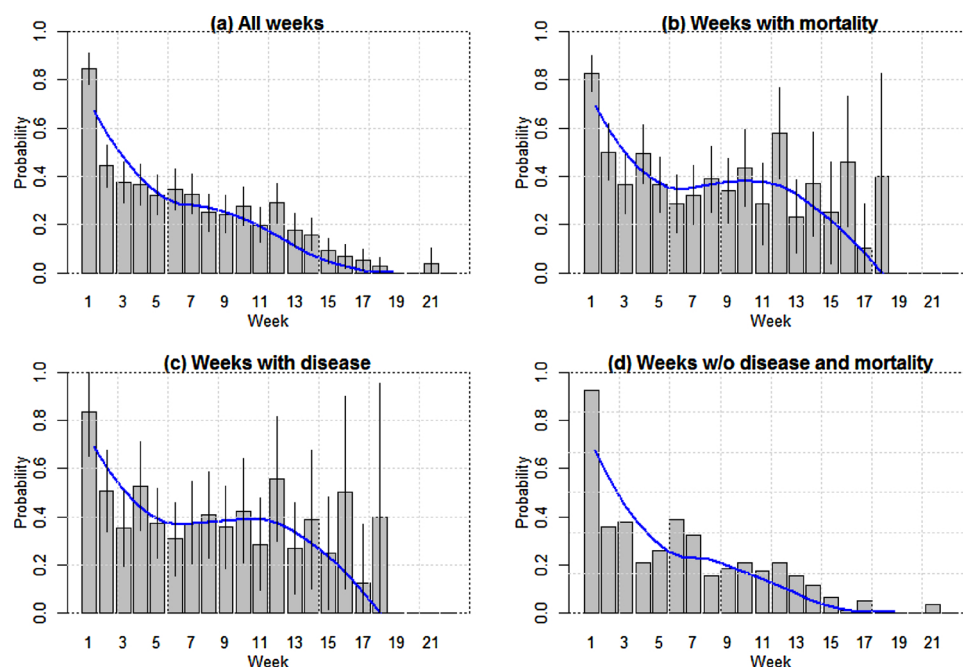 (a) All weeks
Probability
0.0 0.2 0.4 0.6 0.8 1.0
1 3 5 7 9 11 13 15 17 19 21
Week
(b) Weeks with mortality
Probability
0.0 0.2 0.4 0.6 0.8 1.0
1 3 5 7 9 11 13 15 17 19 21
Week
(c) Weeks with disease
Probability
0.0 0.2 0.4 0.6 0.8 1.0
1 3 5 7 9 11 13 15 17 19 21
Week
(d) Weeks w/o disease and mortality
Probability
0.0 0.2 0.4 0.6 0.8 1.0
1 3 5 7 9 11 13 15 17 19 21
Week